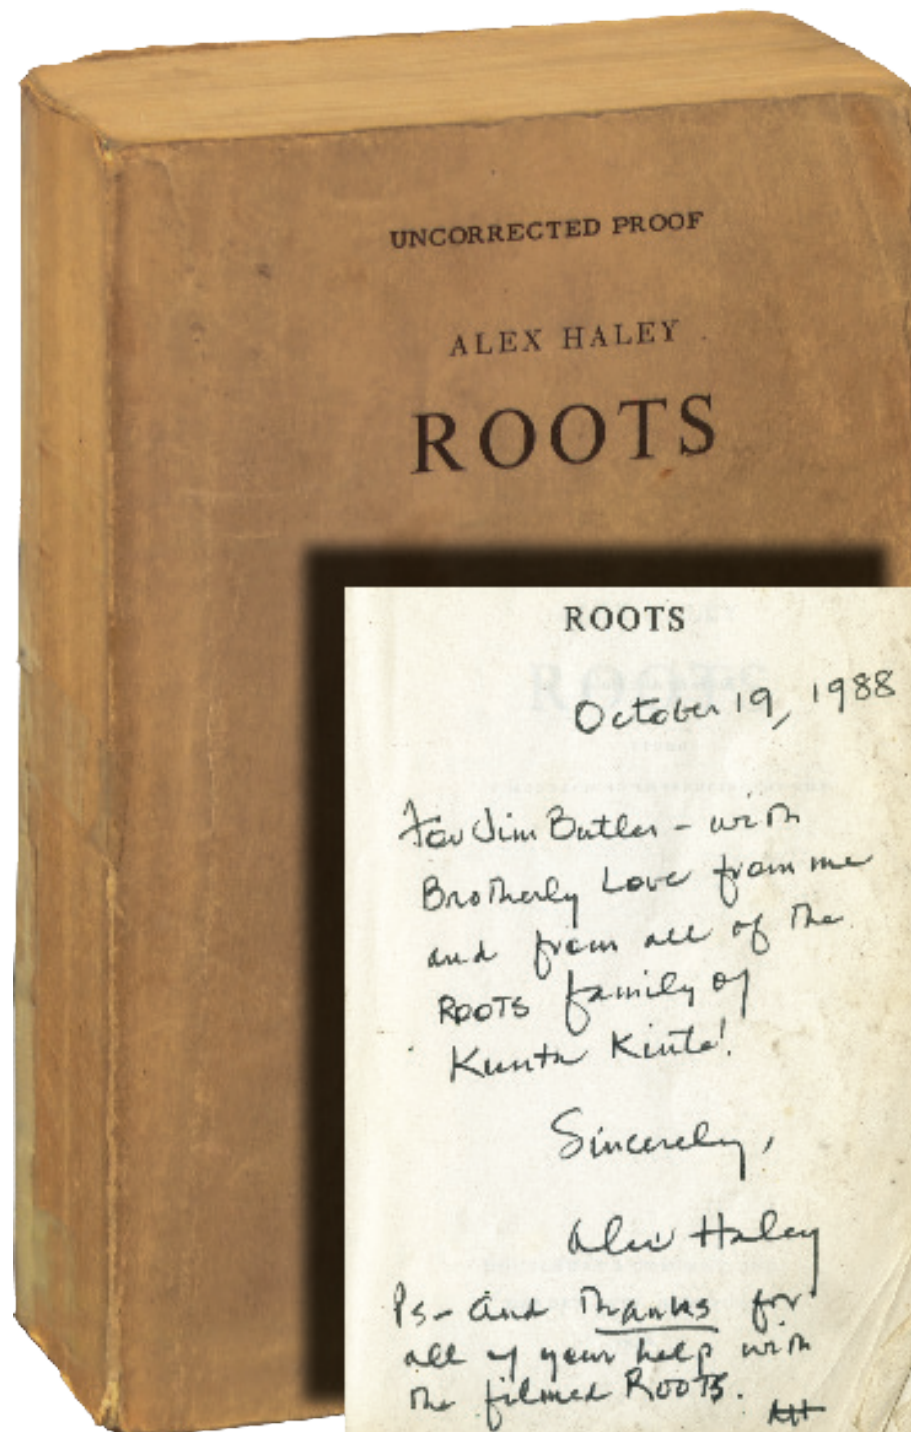 UNCORRECTED PROOF
ALEX HALEY
ROOTS
ROOTS
October 19, 1988
For Jim Butler - with
Brotherly Love from me
and from all of the
ROOTS family of
Kunta Kinte!
Sincerely,
Alex Haley
Ps - And Thanks for
all of your help with
the filmed ROOTS.
AH